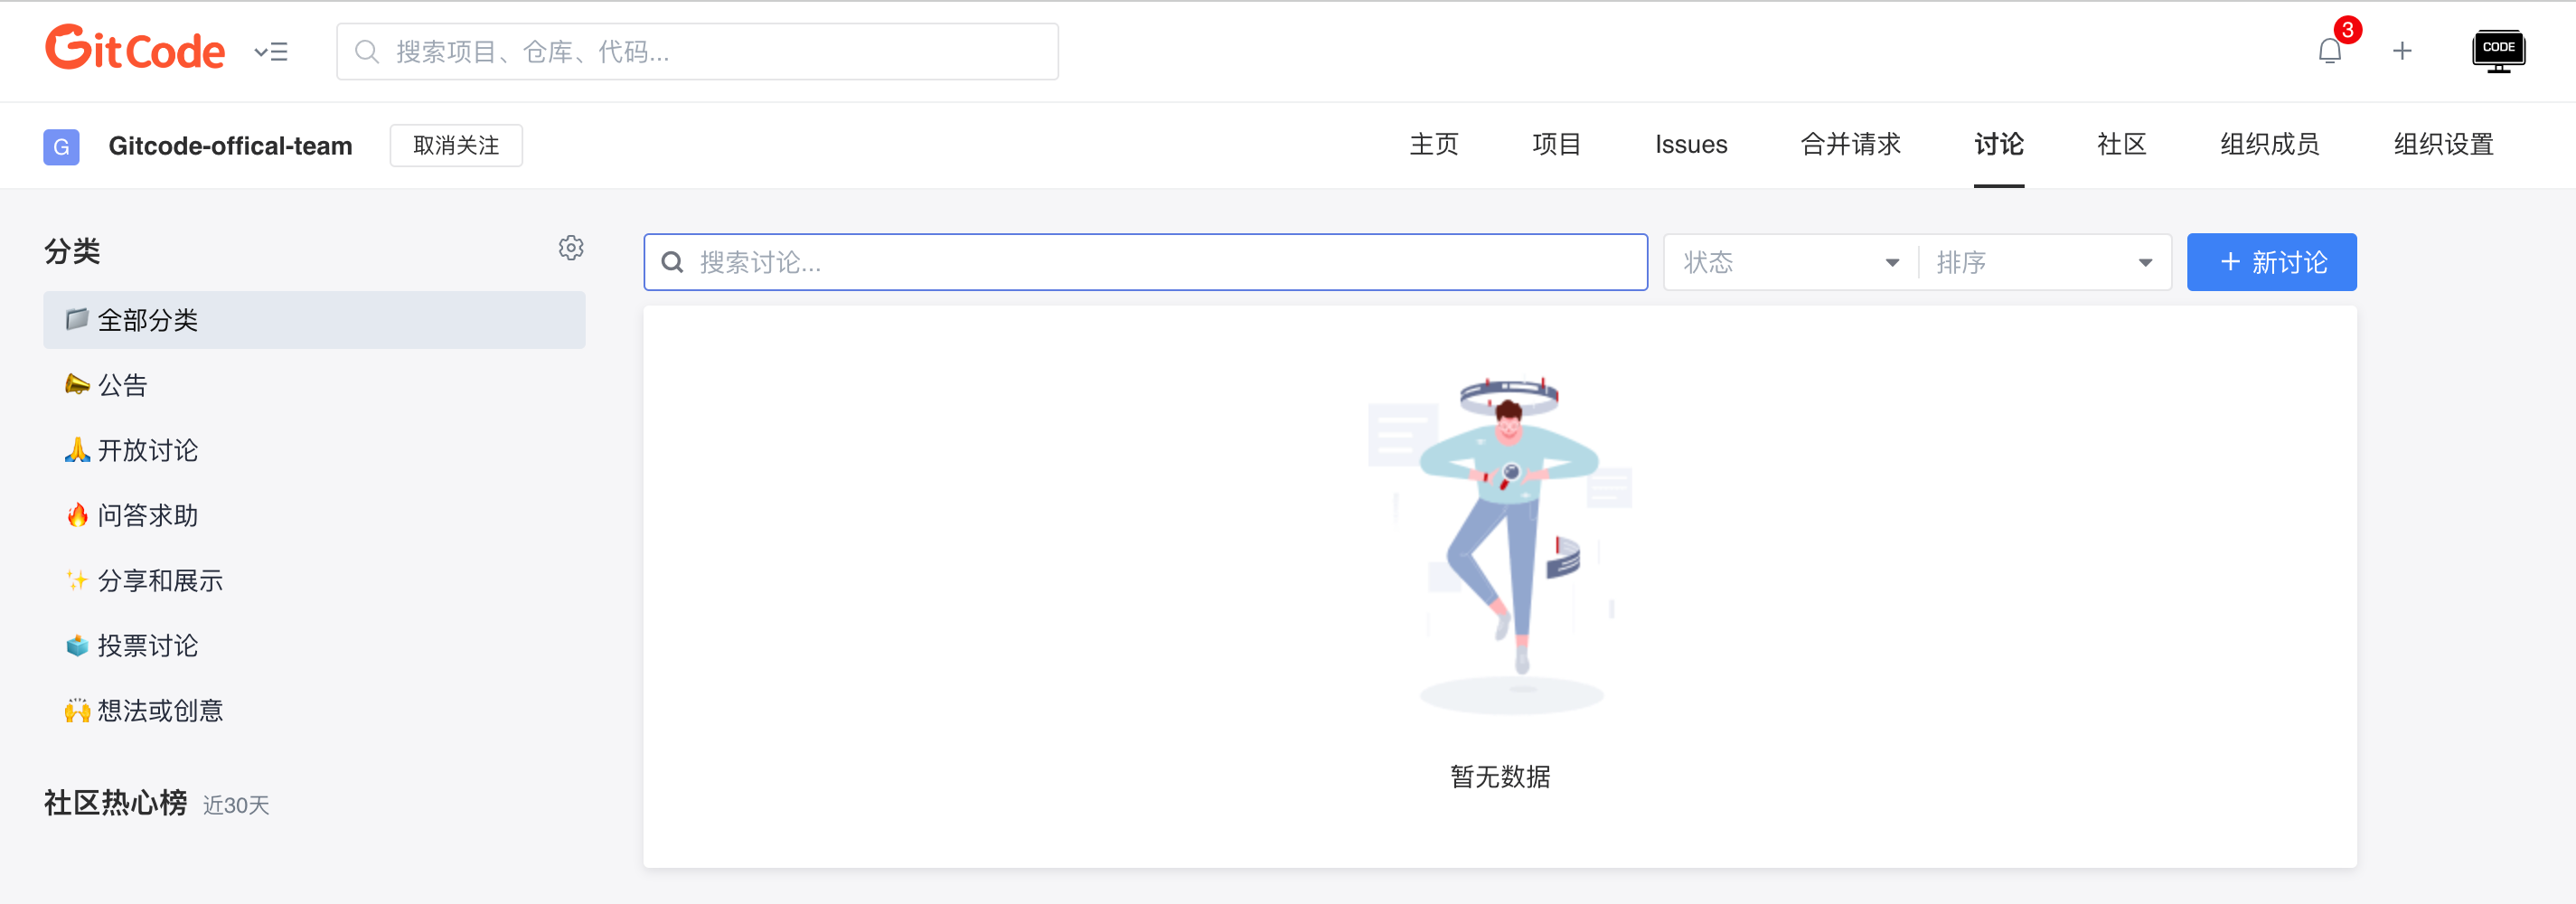 GitCode
搜索项目、仓库、代码...
3
CODE
G
Gitcode-offical-team
取消关注
主页
项目
Issues
合并请求
讨论
社区
组织成员
组织设置
分类
搜索讨论...
状态
排序
+ 新讨论
全部分类
公告
开放讨论
问答求助
分享和展示
投票讨论
想法或创意
暂无数据
社区热心榜 近30天